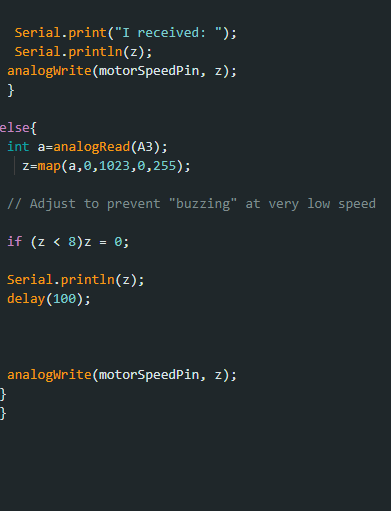 Serial.print("I received: ");
Serial.println(z);
analogWrite(motorSpeedPin, z);
}
else{
int a=analogRead(A3);
z=map(a,0,1023,0,255);
// Adjust to prevent "buzzing" at very low speed
if (z < 8)z = 0;
Serial.println(z);
delay(100);
analogWrite(motorSpeedPin, z);
}
}